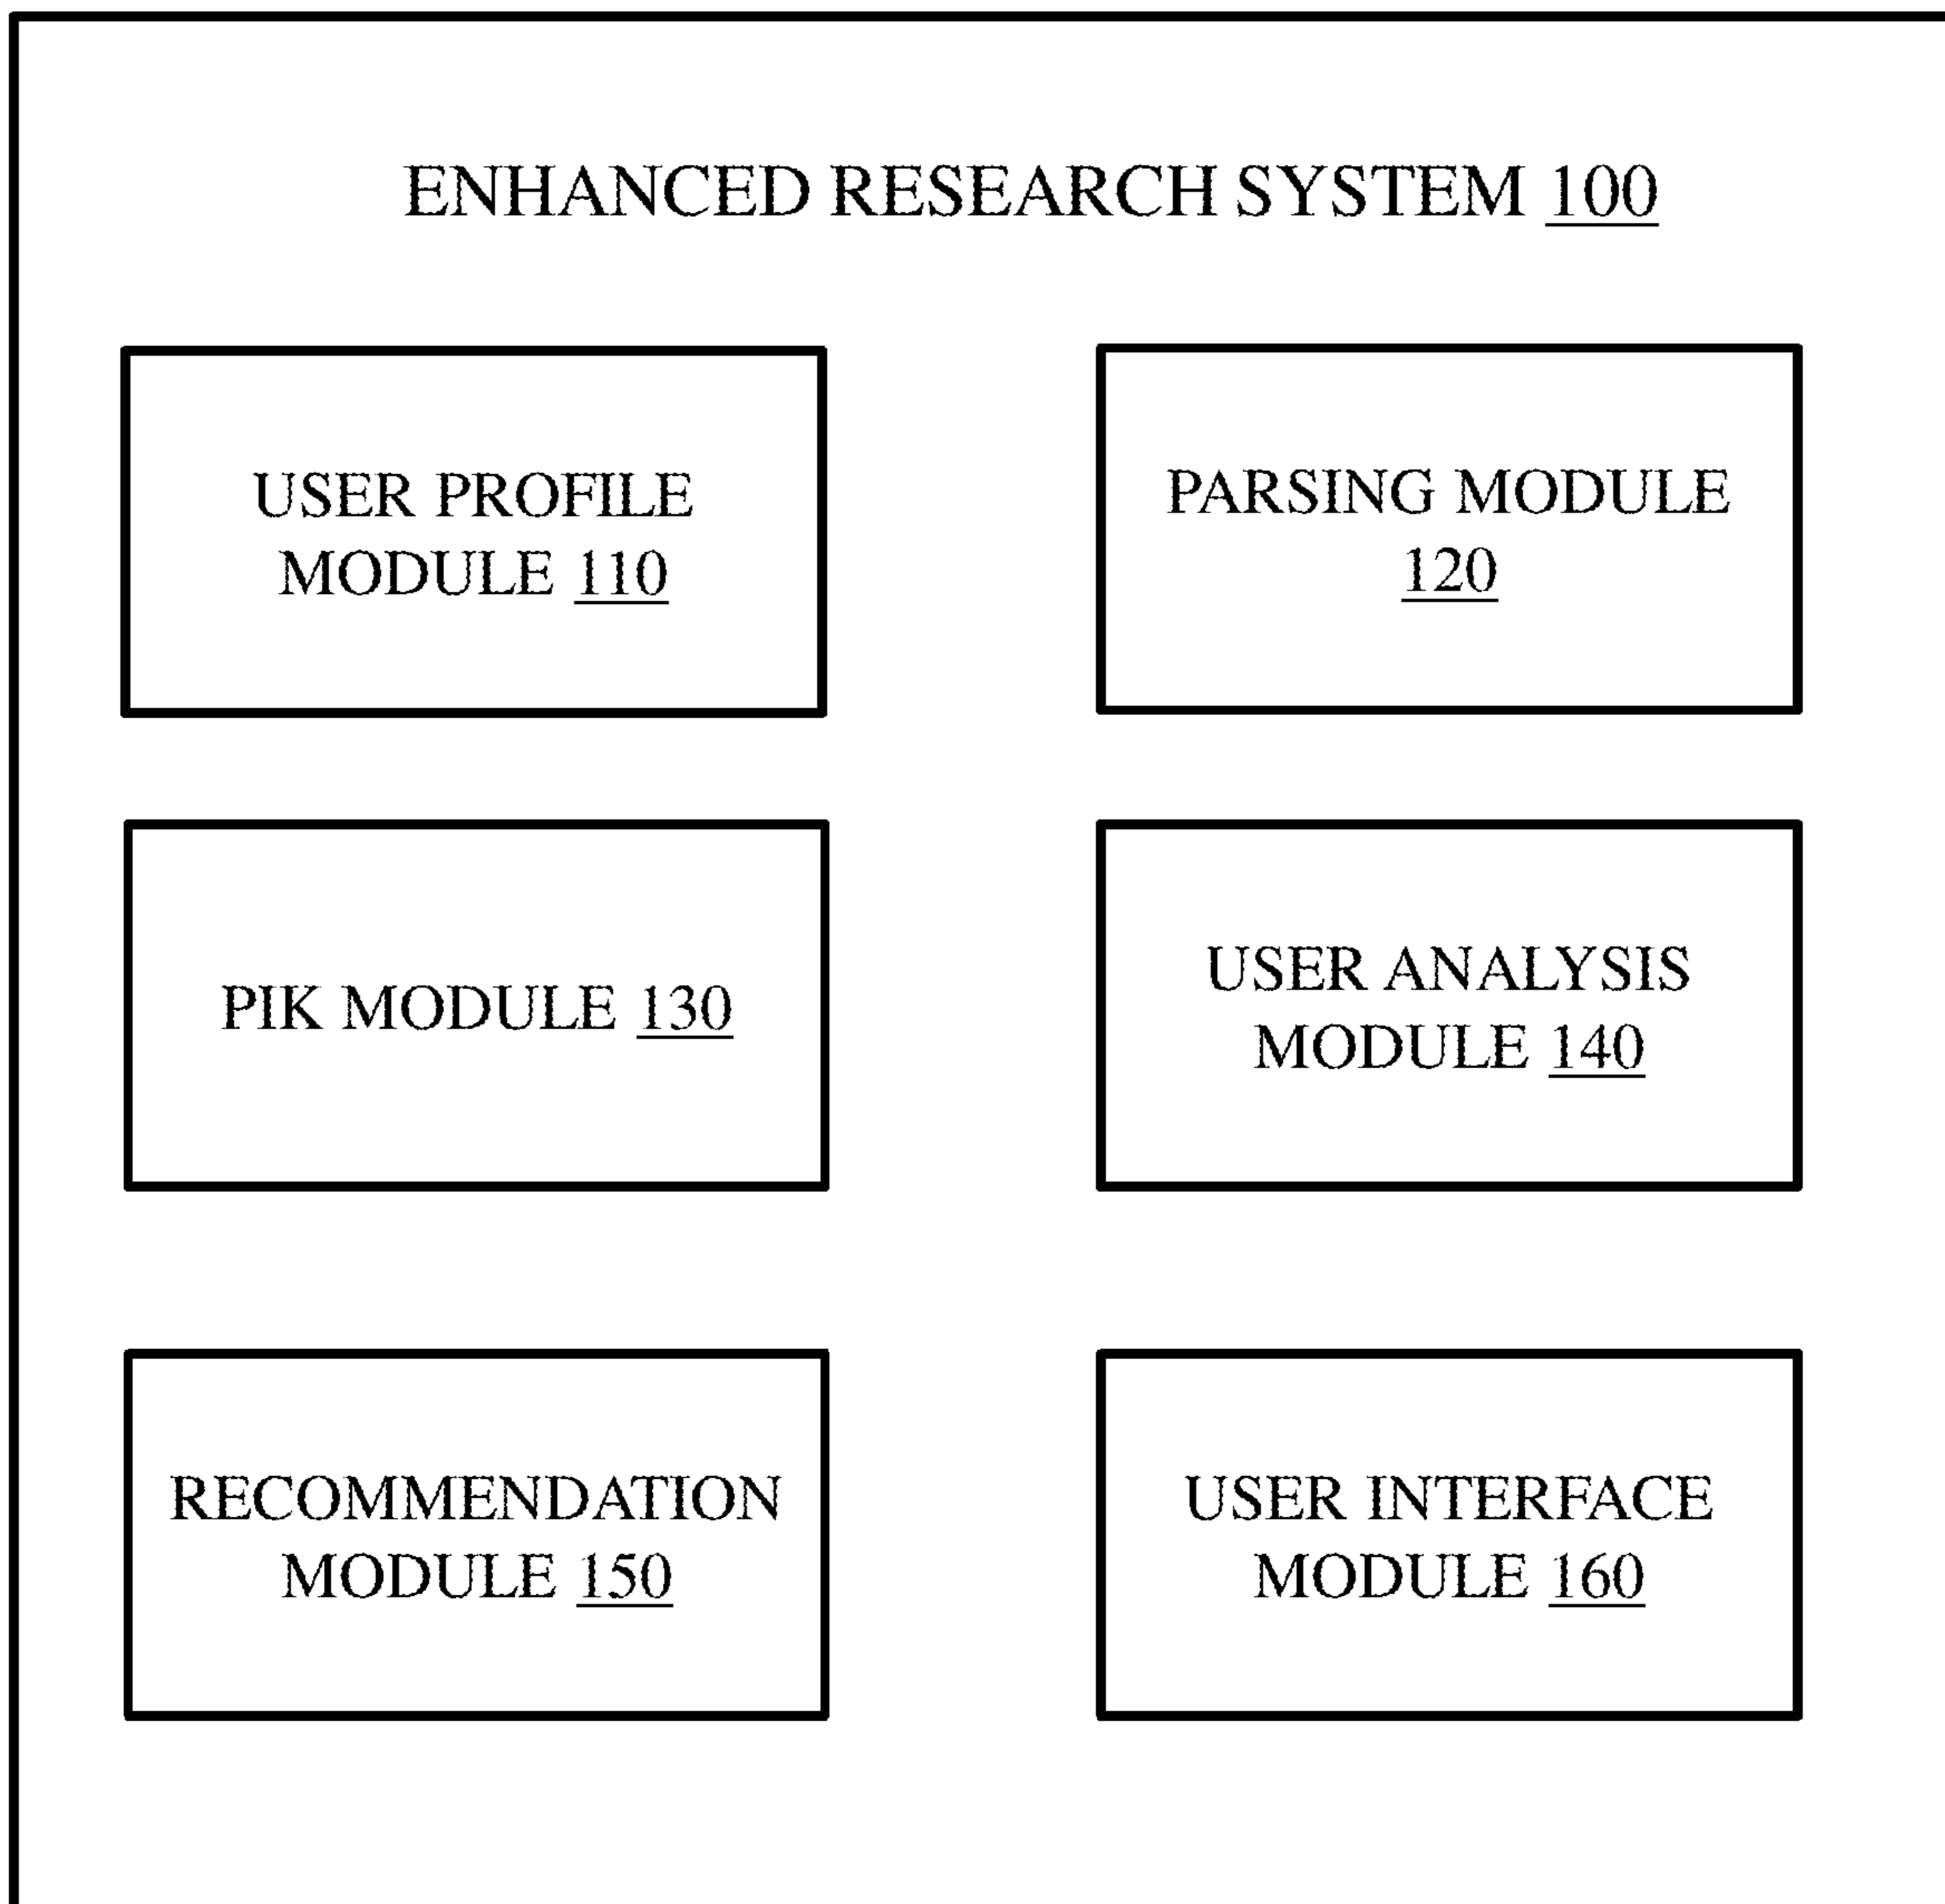 ENHANCED RESEARCH SYSTEM 100
USER PROFILE
MODULE 110
PARSING MODULE
120
PIK MODULE 130
USER ANALYSIS
MODULE 140
RECOMMENDATION
MODULE 150
USER INTERFACE
MODULE 160